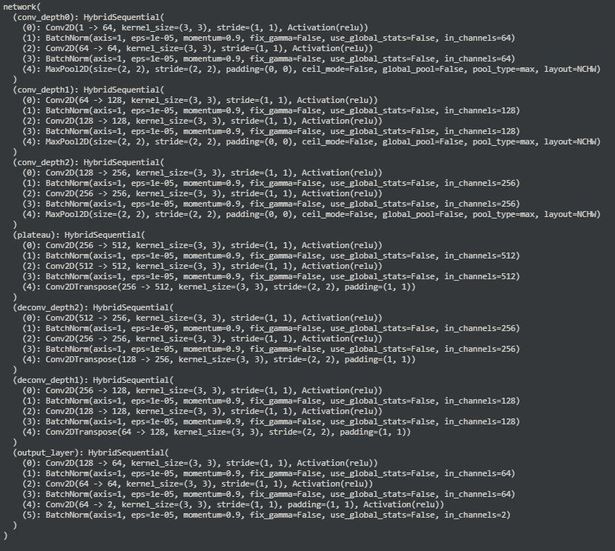 network(
  (conv_depth0): HybridSequential(
    (0): Conv2D(1 -> 64, kernel_size=(3, 3), stride=(1, 1), Activation(relu))
    (1): BatchNorm(axis=1, eps=1e-05, momentum=0.9, fix_gamma=False, use_global_stats=False, in_channels=64)
    (2): Conv2D(64 -> 64, kernel_size=(3, 3), stride=(1, 1), Activation(relu))
    (3): BatchNorm(axis=1, eps=1e-05, momentum=0.9, fix_gamma=False, use_global_stats=False, in_channels=64)
    (4): MaxPool2D(size=(2, 2), stride=(2, 2), padding=(0, 0), ceil_mode=False, global_pool=False, pool_type=max, layout=NCHW)
  )
  (conv_depth1): HybridSequential(
    (0): Conv2D(64 -> 128, kernel_size=(3, 3), stride=(1, 1), Activation(relu))
    (1): BatchNorm(axis=1, eps=1e-05, momentum=0.9, fix_gamma=False, use_global_stats=False, in_channels=128)
    (2): Conv2D(128 -> 128, kernel_size=(3, 3), stride=(1, 1), Activation(relu))
    (3): BatchNorm(axis=1, eps=1e-05, momentum=0.9, fix_gamma=False, use_global_stats=False, in_channels=128)
    (4): MaxPool2D(size=(2, 2), stride=(2, 2), padding=(0, 0), ceil_mode=False, global_pool=False, pool_type=max, layout=NCHW)
  )
  (conv_depth2): HybridSequential(
    (0): Conv2D(128 -> 256, kernel_size=(3, 3), stride=(1, 1), Activation(relu))
    (1): BatchNorm(axis=1, eps=1e-05, momentum=0.9, fix_gamma=False, use_global_stats=False, in_channels=256)
    (2): Conv2D(256 -> 256, kernel_size=(3, 3), stride=(1, 1), Activation(relu))
    (3): BatchNorm(axis=1, eps=1e-05, momentum=0.9, fix_gamma=False, use_global_stats=False, in_channels=256)
    (4): MaxPool2D(size=(2, 2), stride=(2, 2), padding=(0, 0), ceil_mode=False, global_pool=False, pool_type=max, layout=NCHW)
  )
  (plateau): HybridSequential(
    (0): Conv2D(256 -> 512, kernel_size=(3, 3), stride=(1, 1), Activation(relu))
    (1): BatchNorm(axis=1, eps=1e-05, momentum=0.9, fix_gamma=False, use_global_stats=False, in_channels=512)
    (2): Conv2D(512 -> 512, kernel_size=(3, 3), stride=(1, 1), Activation(relu))
    (3): BatchNorm(axis=1, eps=1e-05, momentum=0.9, fix_gamma=False, use_global_stats=False, in_channels=512)
    (4): Conv2DTranspose(256 -> 512, kernel_size=(3, 3), stride=(2, 2), padding=(1, 1))
  )
  (deconv_depth2): HybridSequential(
    (0): Conv2D(512 -> 256, kernel_size=(3, 3), stride=(1, 1), Activation(relu))
    (1): BatchNorm(axis=1, eps=1e-05, momentum=0.9, fix_gamma=False, use_global_stats=False, in_channels=256)
    (2): Conv2D(256 -> 256, kernel_size=(3, 3), stride=(1, 1), Activation(relu))
    (3): BatchNorm(axis=1, eps=1e-05, momentum=0.9, fix_gamma=False, use_global_stats=False, in_channels=256)
    (4): Conv2DTranspose(128 -> 256, kernel_size=(3, 3), stride=(2, 2), padding=(1, 1))
  )
  (deconv_depth1): HybridSequential(
    (0): Conv2D(256 -> 128, kernel_size=(3, 3), stride=(1, 1), Activation(relu))
    (1): BatchNorm(axis=1, eps=1e-05, momentum=0.9, fix_gamma=False, use_global_stats=False, in_channels=128)
    (2): Conv2D(128 -> 128, kernel_size=(3, 3), stride=(1, 1), Activation(relu))
    (3): BatchNorm(axis=1, eps=1e-05, momentum=0.9, fix_gamma=False, use_global_stats=False, in_channels=128)
    (4): Conv2DTranspose(64 -> 128, kernel_size=(3, 3), stride=(2, 2), padding=(1, 1))
  )
  (output_layer): HybridSequential(
    (0): Conv2D(128 -> 64, kernel_size=(3, 3), stride=(1, 1), Activation(relu))
    (1): BatchNorm(axis=1, eps=1e-05, momentum=0.9, fix_gamma=False, use_global_stats=False, in_channels=64)
    (2): Conv2D(64 -> 64, kernel_size=(3, 3), stride=(1, 1), Activation(relu))
    (3): BatchNorm(axis=1, eps=1e-05, momentum=0.9, fix_gamma=False, use_global_stats=False, in_channels=64)
    (4): Conv2D(64 -> 2, kernel_size=(3, 3), stride=(1, 1), padding=(1, 1), Activation(relu))
    (5): BatchNorm(axis=1, eps=1e-05, momentum=0.9, fix_gamma=False, use_global_stats=False, in_channels=2)
  )
)